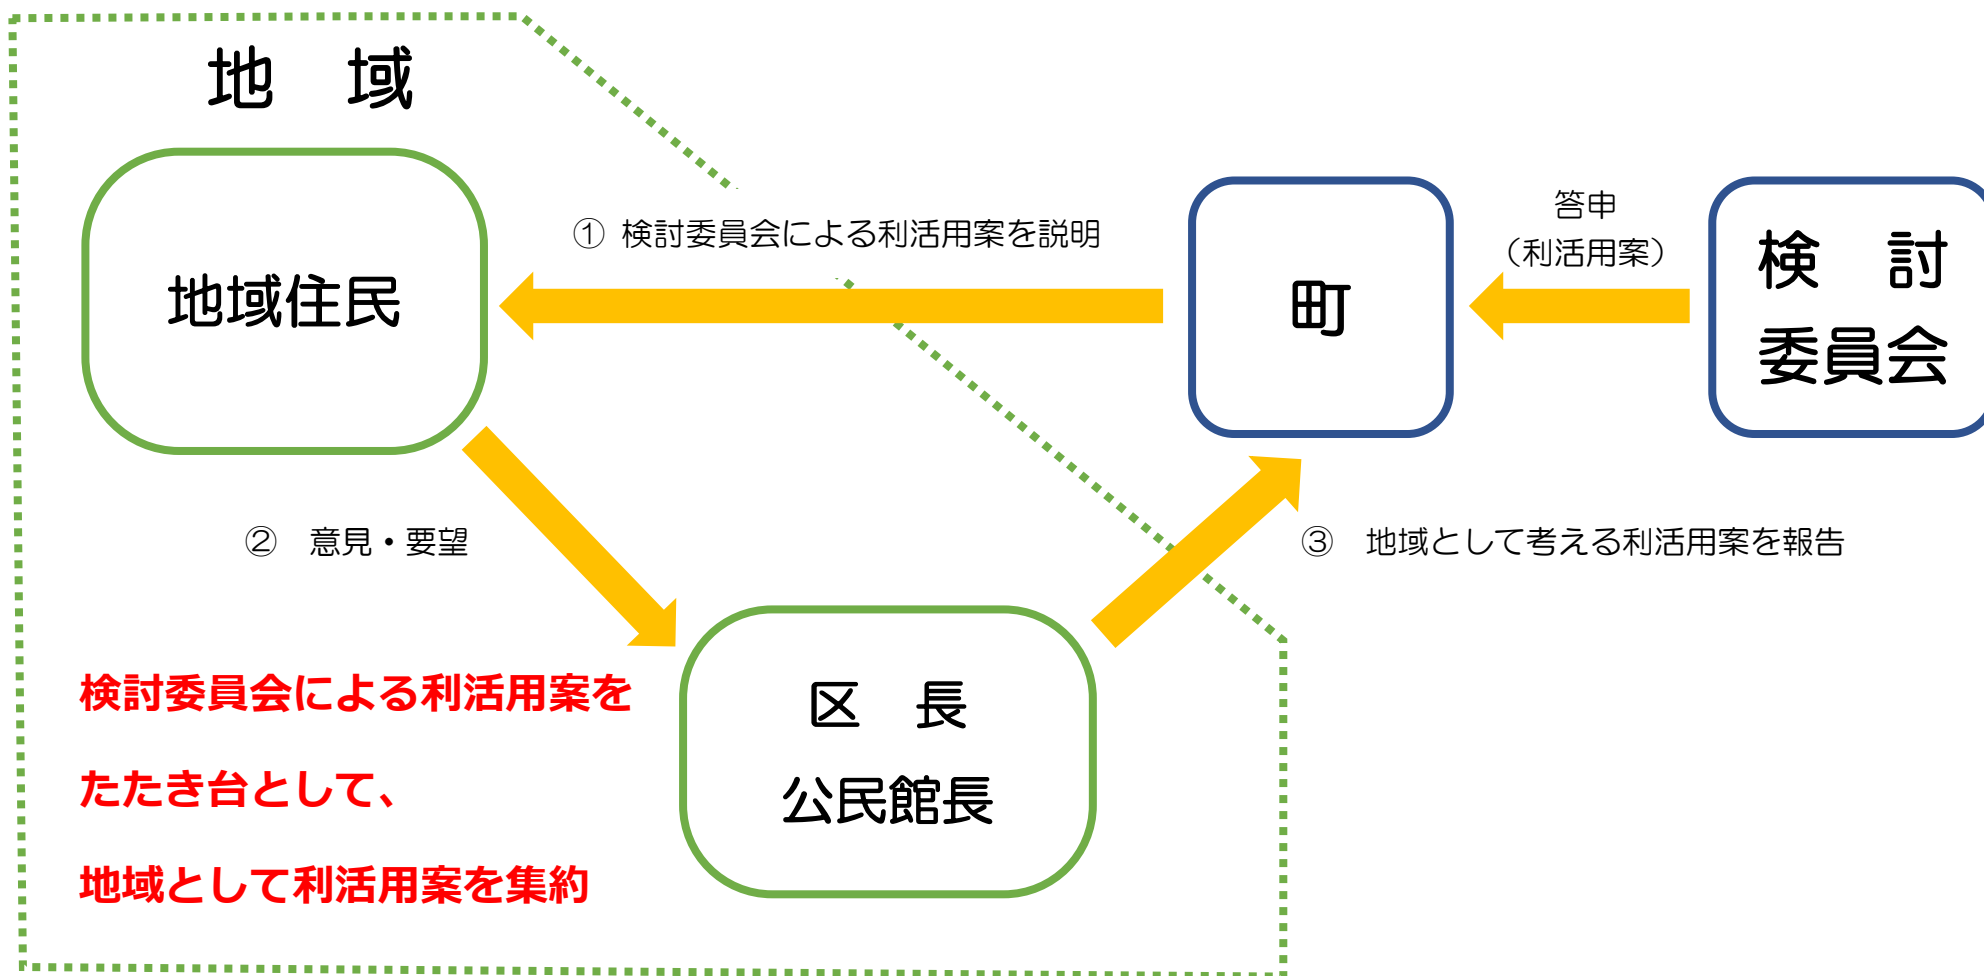 地　域
地域住民
① 検討委員会による利活用案を説明
町
答申
（利活用案）
検　討
委員会
②　意見・要望
③　地域として考える利活用案を報告
区　長
公民館長
検討委員会による利活用案を
たたき台として、
地域として利活用案を集約